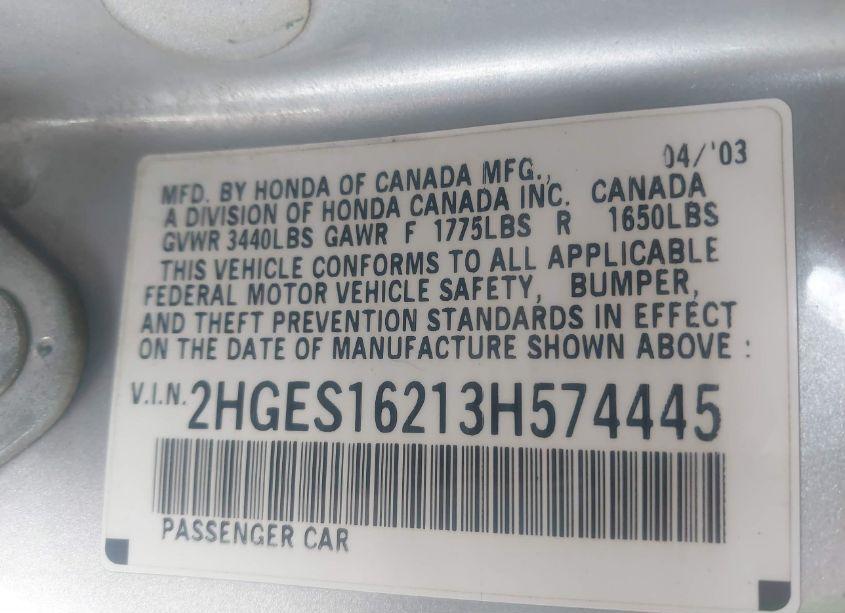 04/'03
MFD. BY HONDA OF CANADA MFG.,
A DIVISION OF HONDA CANADA INC. CANADA
GVWR 3440LBS GAWR F 1775LBS R 1650LBS
THIS VEHICLE CONFORMS TO ALL APPLICABLE
FEDERAL MOTOR VEHICLE SAFETY, BUMPER,
AND THEFT PREVENTION STANDARDS IN EFFECT
ON THE DATE OF MANUFACTURE SHOWN ABOVE :
V.I.N. 2HGES16213H574445
PASSENGER CAR